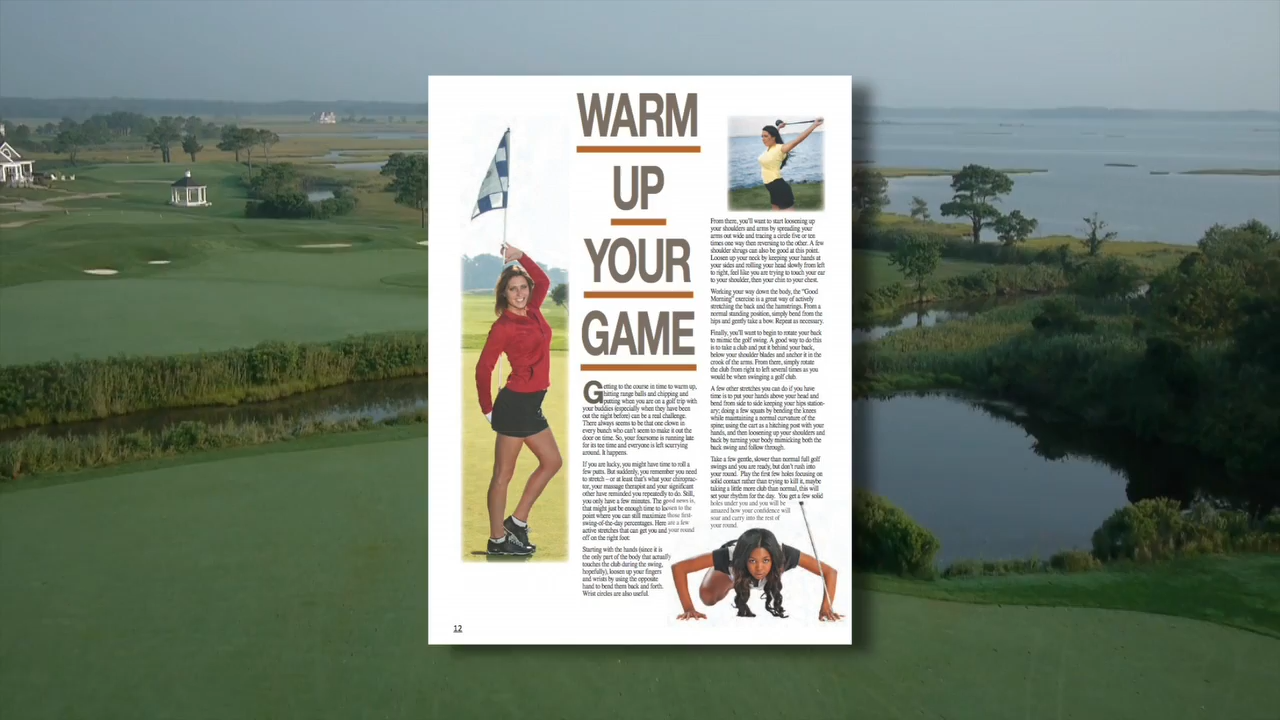 WARM
UP
YOUR
GAME
Getting to the course in time to warm up,
hitting range balls and chipping and
putting when you are on a golf trip with
your buddies (especially when they have been
out the night before) can be a real challenge.
There always seems to be that one clown in
every bunch who can't seem to make it out the
door on time. So, your foursome is running late
for its tee time and everyone is left scurrying
around. It happens.
If you are lucky, you might have time to roll a
few putts. But suddenly, you remember you need
to stretch – or at least that's what your chiroprac-
tor, your massage therapist and your significant
other have reminded you repeatedly to do. Still,
you only have a few minutes. The good news is,
that might just be enough time to loosen to the
point where you can still maximize those first-
swing-of-the-day percentages. Here are a few
active stretches that can get you and your round
off on the right foot:
Starting with the hands (since it is
the only part of the body that actually
touches the club during the swing,
hopefully), loosen up your fingers
and wrists by using the opposite
hand to bend them back and forth.
Wrist circles are also useful.
From there, you'll want to start loosening up
your shoulders and arms by spreading your
arms out wide and tracing a circle five or ten
times one way then reversing to the other. A few
shoulder shrugs can also be good at this point.
Loosen up your neck by keeping your hands at
your sides and rolling your head slowly from left
to right, feel like you are trying to touch your ear
to your shoulder, then your chin to your chest.
Working your way down the body, the "Good
Morning" exercise is a great way of actively
stretching the back and the hamstrings. From a
normal standing position, simply bend from the
hips and gently take a bow. Repeat as necessary.
Finally, you'll want to begin to rotate your back
to mimic the golf swing. A good way to do this
is to take a club and put it behind your back,
below your shoulder blades and anchor it in the
crook of the arms. From there, simply rotate
the club from right to left several times as you
would be when swinging a golf club.
A few other stretches you can do if you have
time is to put your hands above your head and
bend from side to side keeping your hips station-
ary; doing a few squats by bending the knees
while maintaining a normal curvature of the
spine; using the cart as a hitching post with your
hands, and then loosening up your shoulders and
back by turning your body mimicking both the
back swing and follow through.
Take a few gentle, slower than normal full golf
swings and you are ready, but don't rush into
your round. Play the first few holes focusing on
solid contact rather than trying to kill it, maybe
taking a little more club than normal, this will
set your rhythm for the day. You get a few solid
holes under you and you will be
amazed how your confidence will
soar and carry into the rest of
your round.
12